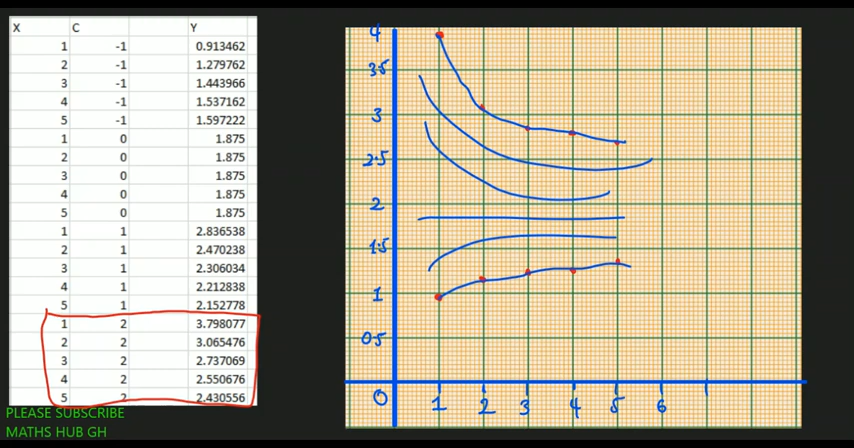 X C Y
1 -1 0.913462
2 -1 1.279762
3 -1 1.443966
4 -1 1.537162
5 -1 1.597222
1 0 1.875
2 0 1.875
3 0 1.875
4 0 1.875
5 0 1.875
1 1 2.836538
2 1 2.470238
3 1 2.306034
4 1 2.212838
5 1 2.152778
1 2 3.798077
2 2 3.065476
3 2 2.737069
4 2 2.550676
5 2 2.430556
PLEASE SUBSCRIBE
MATHS HUB GH
4
3.5
3
2.5
2
1.5
1
0.5
0 1 2 3 4 5 6